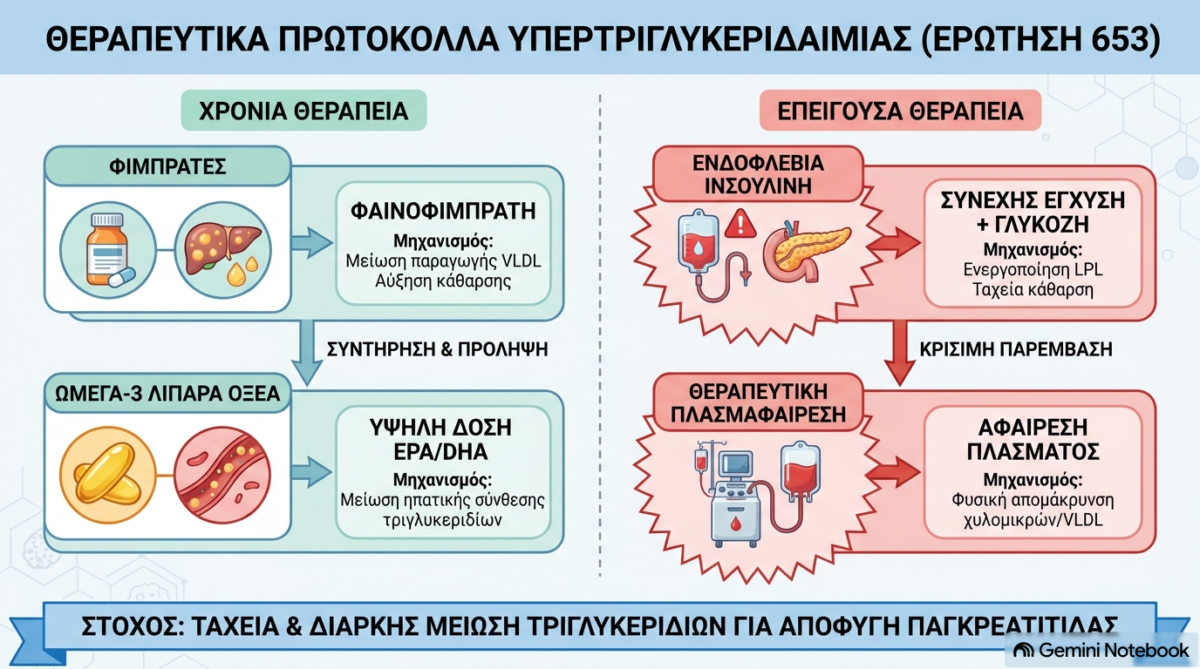 ΘΕΡΑΠΕΥΤΙΚΑ ΠΡΩΤΟΚΟΛΛΑ ΥΠΕΡΤΡΙΓΛΥΚΕΡΙΔΑΙΜΙΑΣ (ΕΡΩΤΗΣΗ 653)
ΧΡΟΝΙΑ ΘΕΡΑΠΕΙΑ
ΦΙΜΠΡΑΤΕΣ
ΦΑΙΝΟΦΙΜΠΡΑΤΗ
Μηχανισμός:
Μείωση παραγωγής VLDL
Αύξηση κάθαρσης
ΣΥΝΤΗΡΗΣΗ & ΠΡΟΛΗΨΗ
ΩΜΕΓΑ-3 ΛΙΠΑΡΑ ΟΞΕΑ
ΥΨΗΛΗ ΔΟΣΗ
EPA/DHA
Μηχανισμός:
Μείωση ηπατικής σύνθεσης
τριγλυκεριδίων
ΕΠΕΙΓΟΥΣΑ ΘΕΡΑΠΕΙΑ
ΕΝΔΟΦΛΕΒΙΑ
ΙΝΣΟΥΛΙΝΗ
ΣΥΝΕΧΗΣ ΕΓΧΥΣΗ
+ ΓΛΥΚΟΖΗ
Μηχανισμός:
Ενεργοποίηση LPL
Ταχεία κάθαρση
ΚΡΙΣΙΜΗ ΠΑΡΕΜΒΑΣΗ
ΘΕΡΑΠΕΥΤΙΚΗ
ΠΛΑΣΜΑΦΑΙΡΕΣΗ
ΑΦΑΙΡΕΣΗ
ΠΛΑΣΜΑΤΟΣ
Μηχανισμός:
Φυσική απομάκρυνση
χυλομικρών/VLDL
ΣΤΟΧΟΣ: ΤΑΧΕΙΑ & ΔΙΑΡΚΗΣ ΜΕΙΩΣΗ ΤΡΙΓΛΥΚΕΡΙΔΙΩΝ ΓΙΑ ΑΠΟΦΥΓΗ ΠΑΓΚΡΕΑΤΙΤΙΔΑΣ
Gemini Notebook